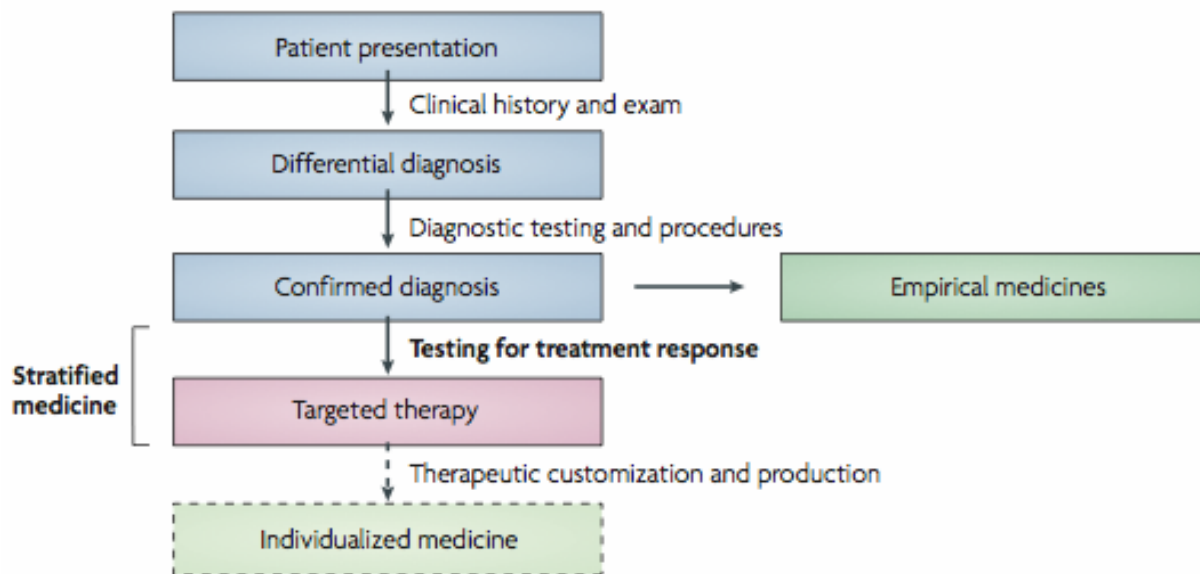 Patient presentation
Clinical history and exam
Differential diagnosis
Diagnostic testing and procedures
Confirmed diagnosis
Empirical medicines
Testing for treatment response
Stratified
medicine
Targeted therapy
Therapeutic customization and production
Individualized medicine